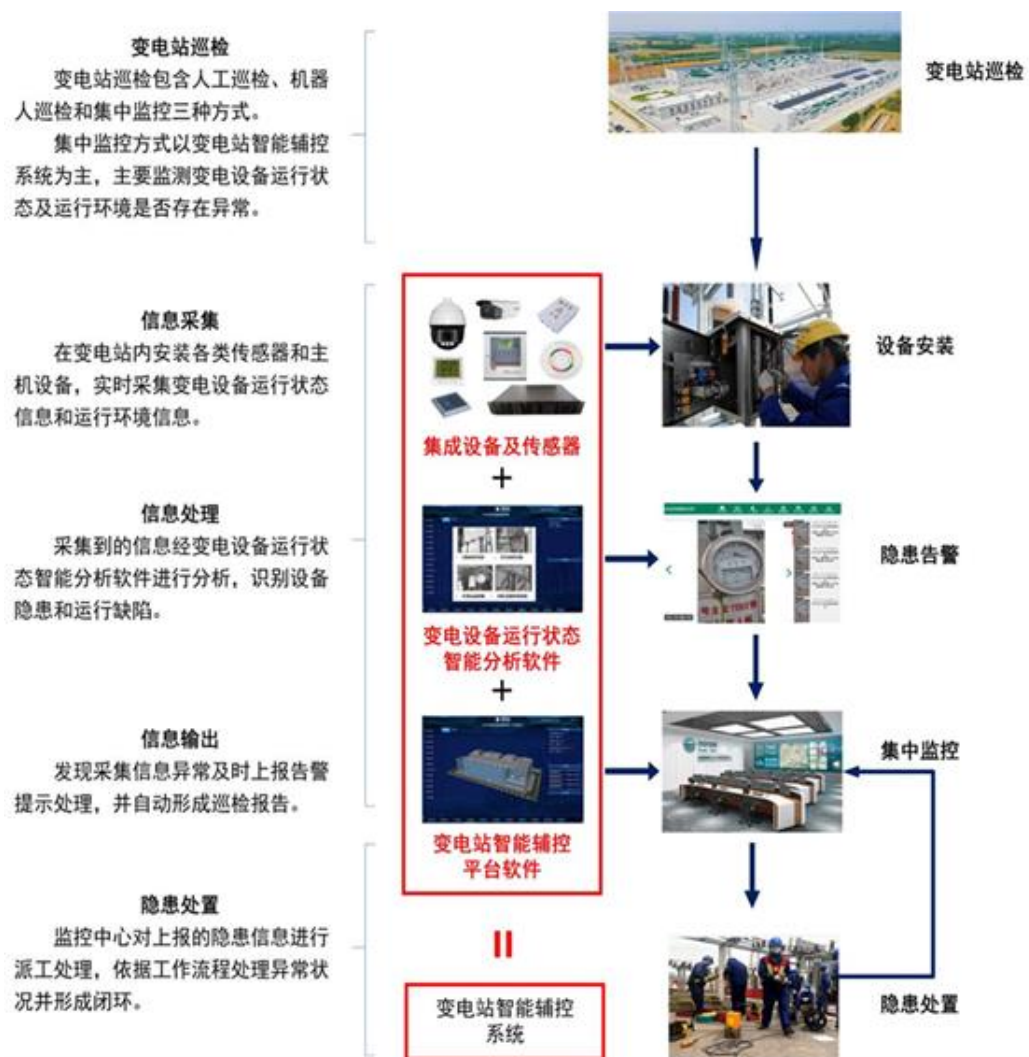 变电站巡检
变电站巡检包含人工巡检、机器
人巡检和集中监控三种方式。
集中监控方式以变电站智能辅控
系统为主，主要监测变电设备运行状
态及运行环境是否存在异常。
变电站巡检
信息采集
在变电站内安装各类传感器和主
机设备，实时采集变电设备运行状态
信息和运行环境信息。
集成设备及传感器
设备安装
+
信息处理
采集到的信息经变电设备运行状
态智能分析软件进行分析，识别设备
隐患和运行缺陷。
变电设备运行状态
智能分析软件
隐患告警
+
信息输出
发现采集信息异常及时上报告警
提示处理，并自动形成巡检报告。
变电站智能辅控
平台软件
集中监控
隐患处置
监控中心对上报的隐患信息进行
派工处理，依据工作流程处理异常状
况并形成闭环。
变电站智能辅控
系统
隐患处置